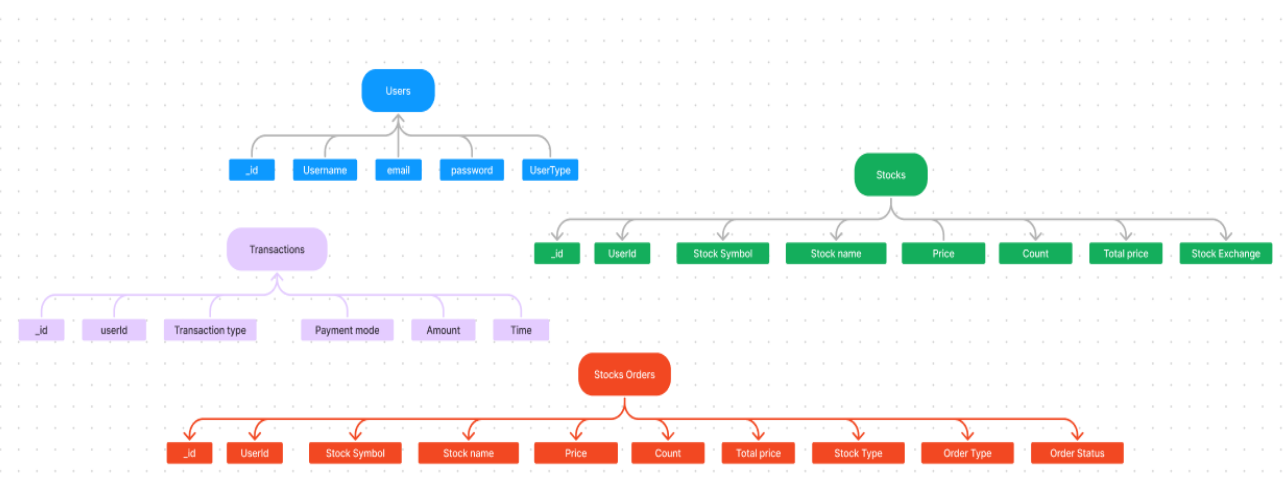 Users
_id Username email password UserType
Stocks
_id UserId Stock Symbol Stock name Price Count Total price Stock Exchange
Transactions
_id userId Transaction type Payment mode Amount Time
Stocks Orders
_id UserId Stock Symbol Stock name Price Count Total price Stock Type Order Type Order Status